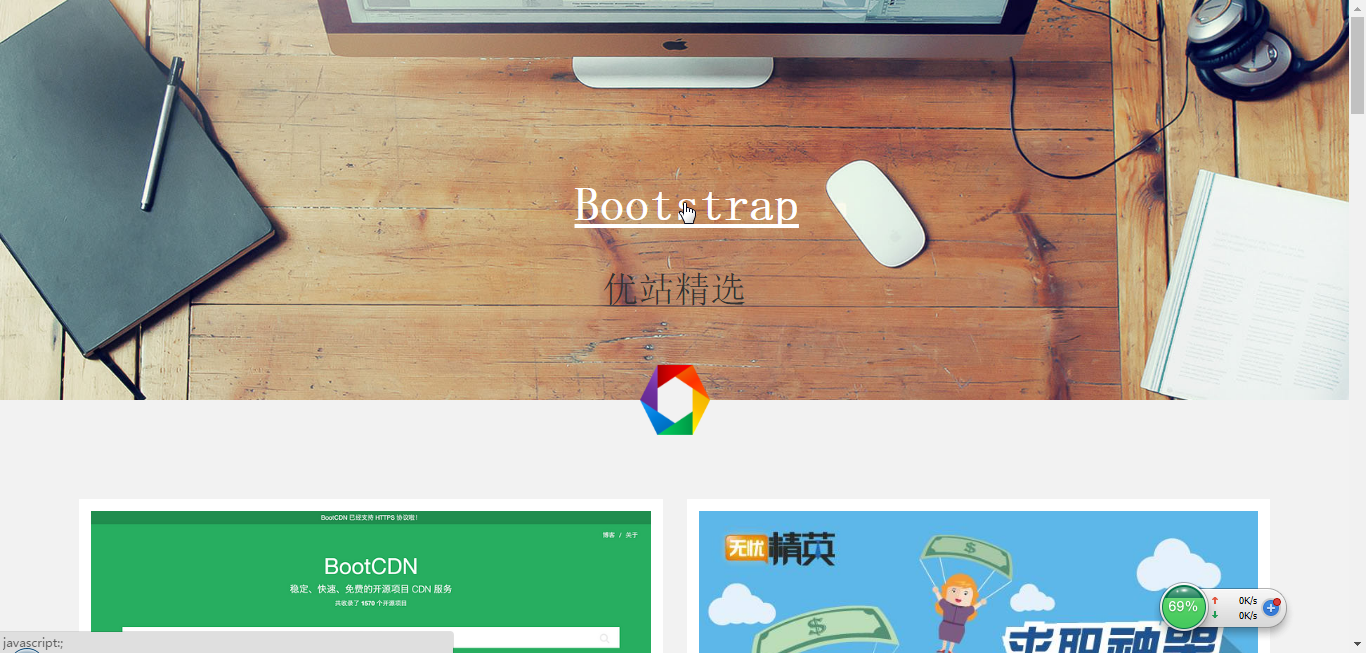 Bootstrap
优站精选
BootCDN 已经支持 HTTPS 协议啦！
博客 / 关于
BootCDN
稳定、快速、免费的开源项目 CDN 服务
共收录了 1570 个开源项目
无忧精英
求职神器
69%
0K/s
0K/s
javascript:;